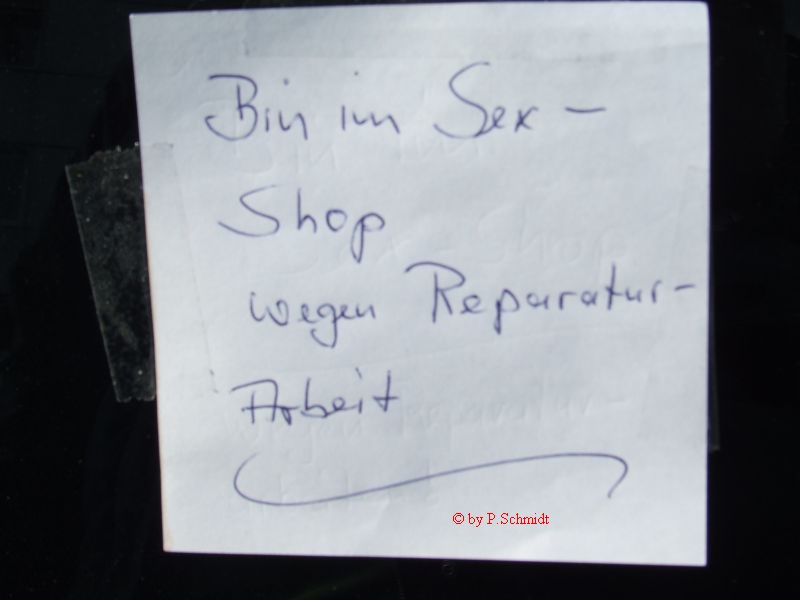 Bin im Sex -
Shop
wegen Reparatur-
Arbeit
© by P.Schmidt